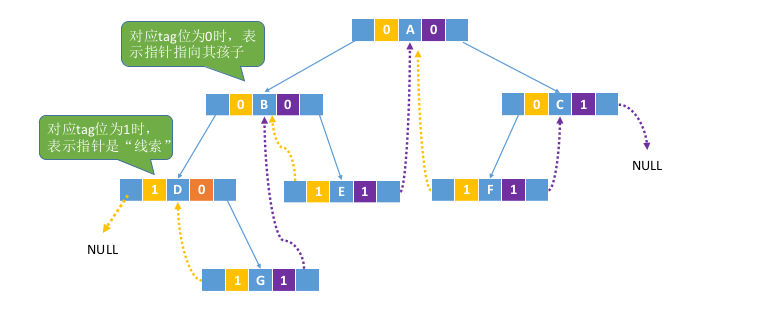 对应tag位为0时，表
示指针指向其孩子
0 A 0
0 B 0
0 C 1
对应tag位为1时，
表示指针是“线索”
NULL
1 D 0
1 E 1
1 F 1
NULL
1 G 1